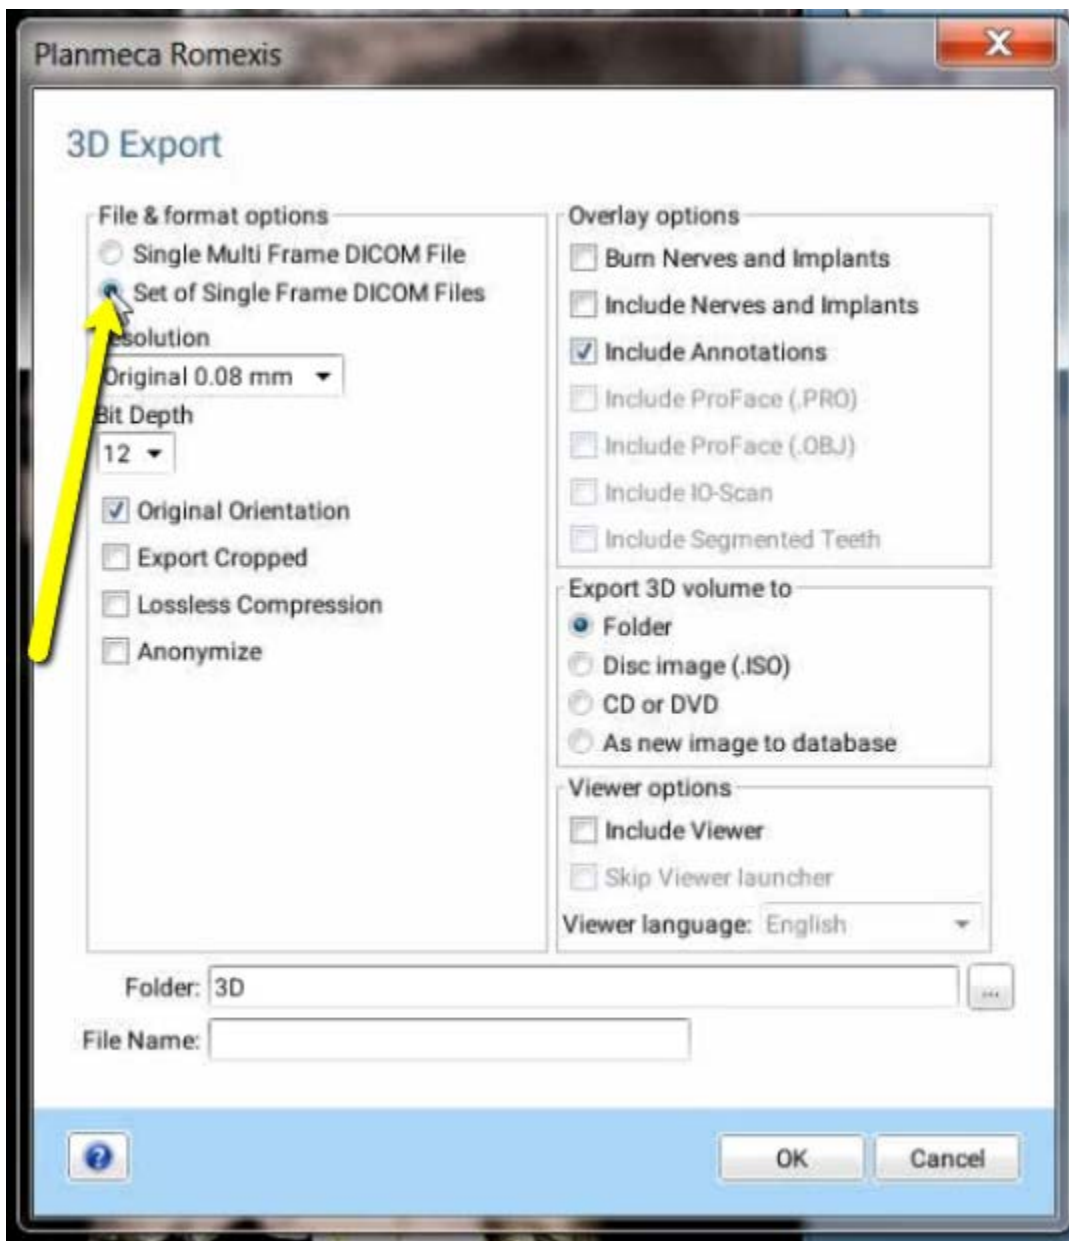 Planmeca Romexis
3D Export
File & format options
Single Multi Frame DICOM File
Set of Single Frame DICOM Files
esolution
Original 0.08 mm
Bit Depth
12
Original Orientation
Export Cropped
Lossless Compression
Anonymize
Overlay options
Burn Nerves and Implants
Include Nerves and Implants
Include Annotations
Include ProFace (.PRO)
Include ProFace (.OBJ)
Include IO-Scan
Include Segmented Teeth
Export 3D volume to
Folder
Disc image (.ISO)
CD or DVD
As new image to database
Viewer options
Include Viewer
Skip Viewer launcher
Viewer language: English
Folder: 3D
...
File Name:
?
OK
Cancel